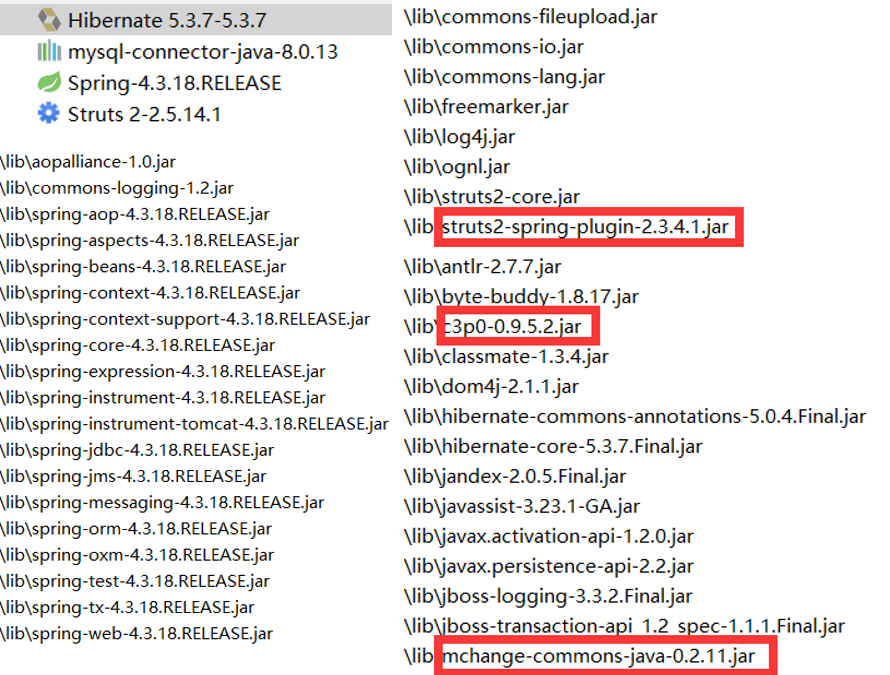 Hibernate 5.3.7-5.3.7
mysql-connector-java-8.0.13
Spring-4.3.18.RELEASE
Struts 2-2.5.14.1
\lib\aopalliance-1.0.jar
\lib\commons-logging-1.2.jar
\lib\spring-aop-4.3.18.RELEASE.jar
\lib\spring-aspects-4.3.18.RELEASE.jar
\lib\spring-beans-4.3.18.RELEASE.jar
\lib\spring-context-4.3.18.RELEASE.jar
\lib\spring-context-support-4.3.18.RELEASE.jar
\lib\spring-core-4.3.18.RELEASE.jar
\lib\spring-expression-4.3.18.RELEASE.jar
\lib\spring-instrument-4.3.18.RELEASE.jar
\lib\spring-instrument-tomcat-4.3.18.RELEASE.jar
\lib\spring-jdbc-4.3.18.RELEASE.jar
\lib\spring-jms-4.3.18.RELEASE.jar
\lib\spring-messaging-4.3.18.RELEASE.jar
\lib\spring-orm-4.3.18.RELEASE.jar
\lib\spring-oxm-4.3.18.RELEASE.jar
\lib\spring-test-4.3.18.RELEASE.jar
\lib\spring-tx-4.3.18.RELEASE.jar
\lib\spring-web-4.3.18.RELEASE.jar
\lib\commons-fileupload.jar
\lib\commons-io.jar
\lib\commons-lang.jar
\lib\freemarker.jar
\lib\log4j.jar
\lib\ognl.jar
\lib\struts2-core.jar
\lib\struts2-spring-plugin-2.3.4.1.jar
\lib\antlr-2.7.7.jar
\lib\byte-buddy-1.8.17.jar
\lib\c3p0-0.9.5.2.jar
\lib\classmate-1.3.4.jar
\lib\dom4j-2.1.1.jar
\lib\hibernate-commons-annotations-5.0.4.Final.jar
\lib\hibernate-core-5.3.7.Final.jar
\lib\jandex-2.0.5.Final.jar
\lib\javassist-3.23.1-GA.jar
\lib\javax.activation-api-1.2.0.jar
\lib\javax.persistence-api-2.2.jar
\lib\jboss-logging-3.3.2.Final.jar
\lib\jboss-transaction-api_1.2_spec-1.1.1.Final.jar
\lib\mchange-commons-java-0.2.11.jar